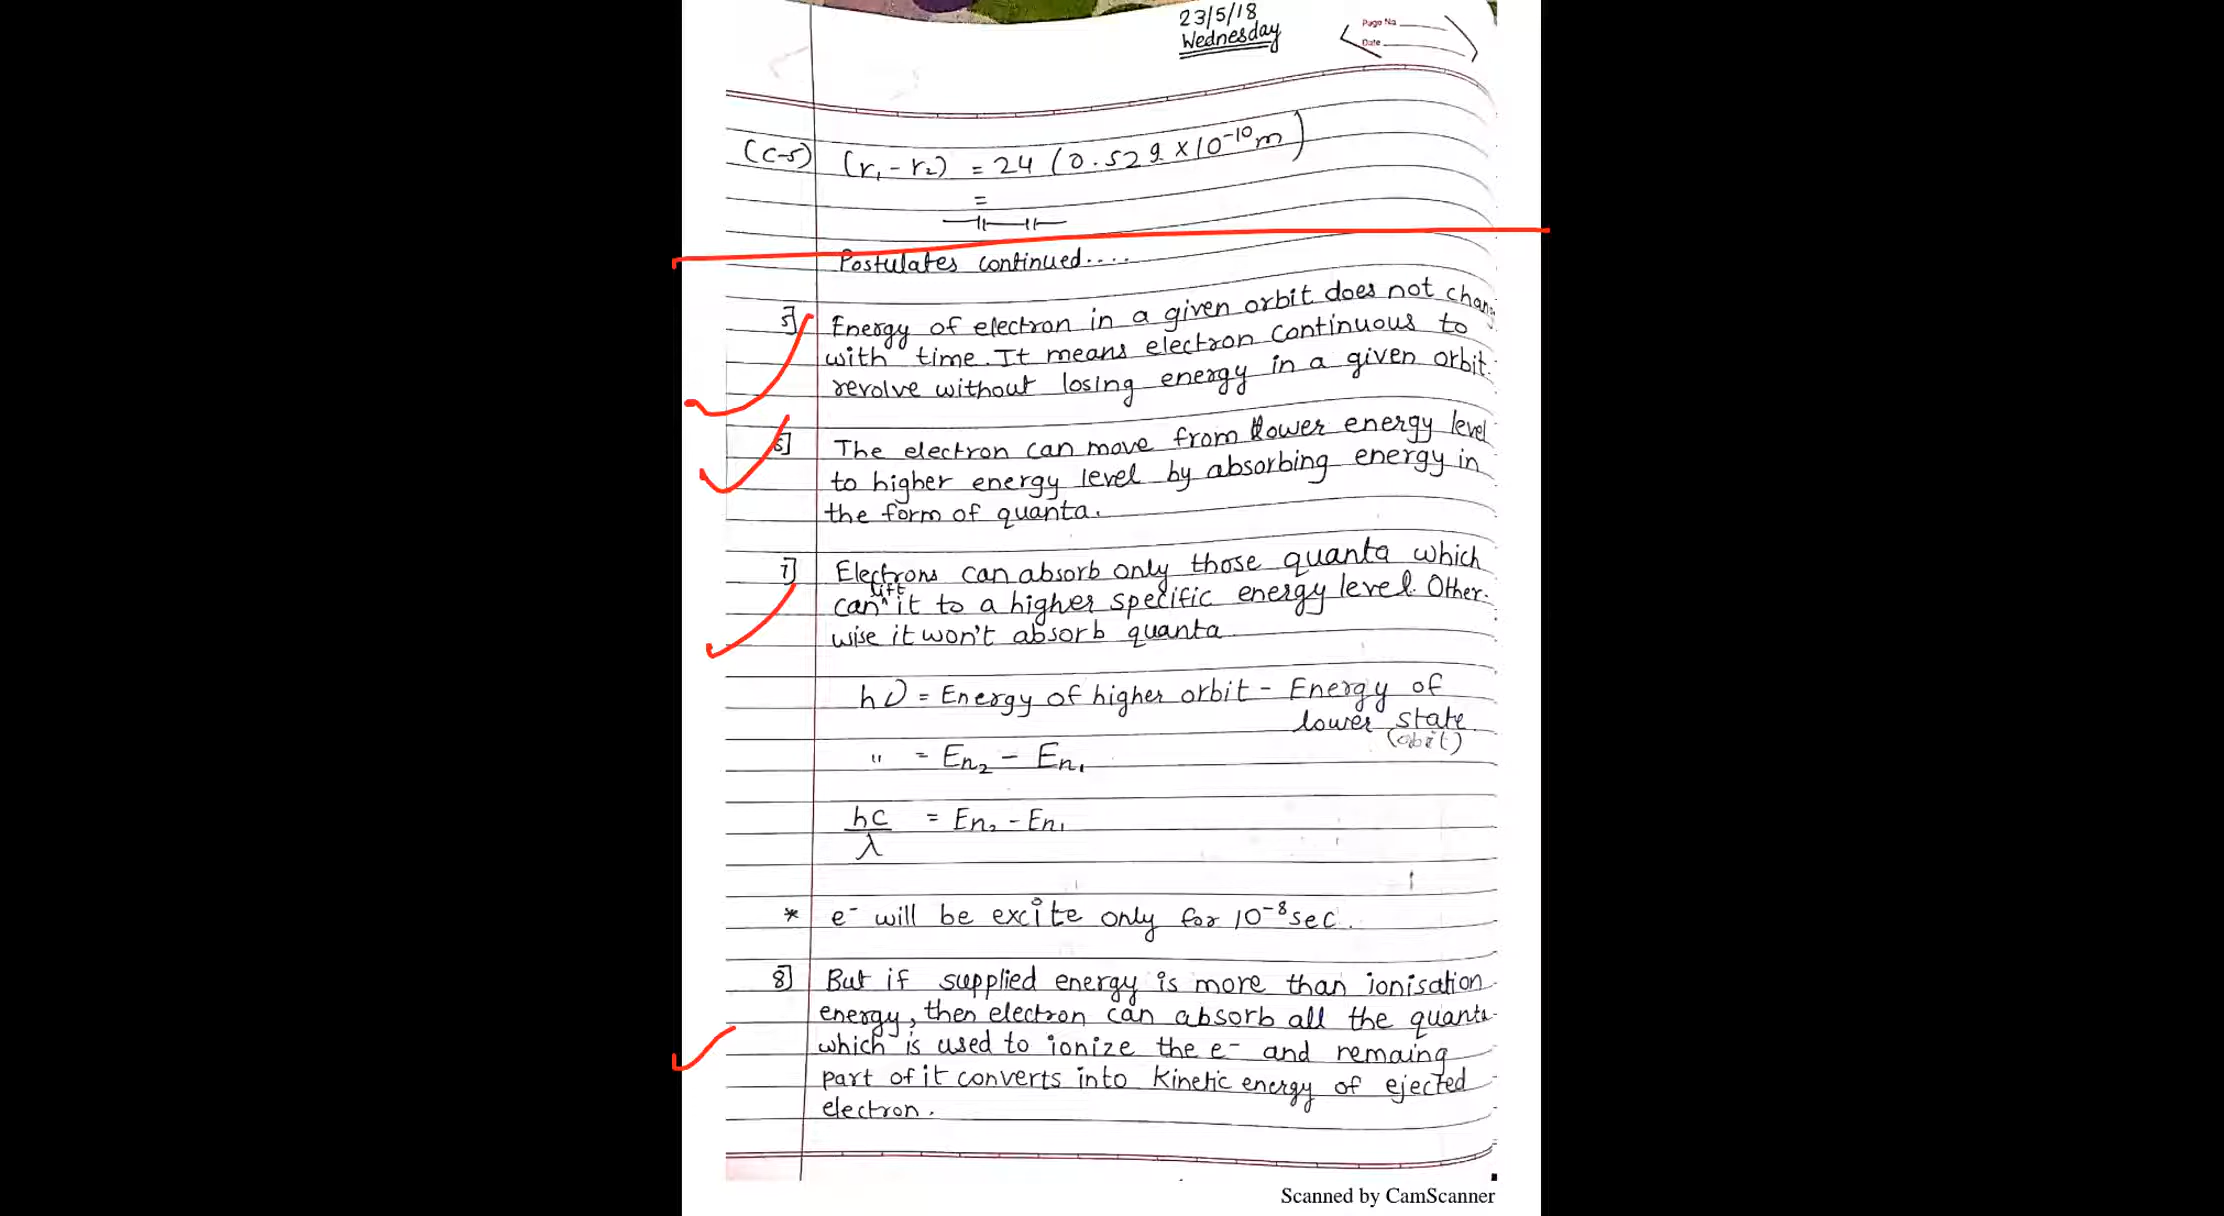 23/5/18
Wednesday
Page No
Date
(C-5) (r₁ - r₂) = 24 (0.529 × 10⁻¹⁰ m)
=
Postulates continued....
5] Energy of electron in a given orbit does not chang
with time. It means electron continuous to
revolve without losing energy in a given orbit.
6] The electron can move from lower energy level
to higher energy level by absorbing energy in
the form of quanta.
7] Electrons can absorb only those quanta which
lift
can ^ it to a higher specific energy level. Other-
wise it won't absorb quanta
hυ = Energy of higher orbit - Energy of
lower state
(obit)
" = En₂ - En₁
hc/λ = En₂ - En₁
* e⁻ will be excite only for 10⁻⁸ sec.
8] But if supplied energy is more than ionisation
energy, then electron can absorb all the quanta
which is used to ionize the e⁻ and remaing
part of it converts into Kinetic energy of ejected
electron.
Scanned by CamScanner